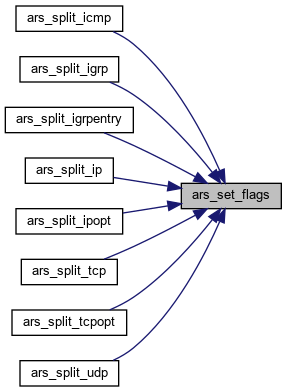 ars_split_icmp
ars_split_igrp
ars_split_igrpentry
ars_split_ip
ars_set_flags
ars_split_ipopt
ars_split_tcp
ars_split_tcpopt
ars_split_udp